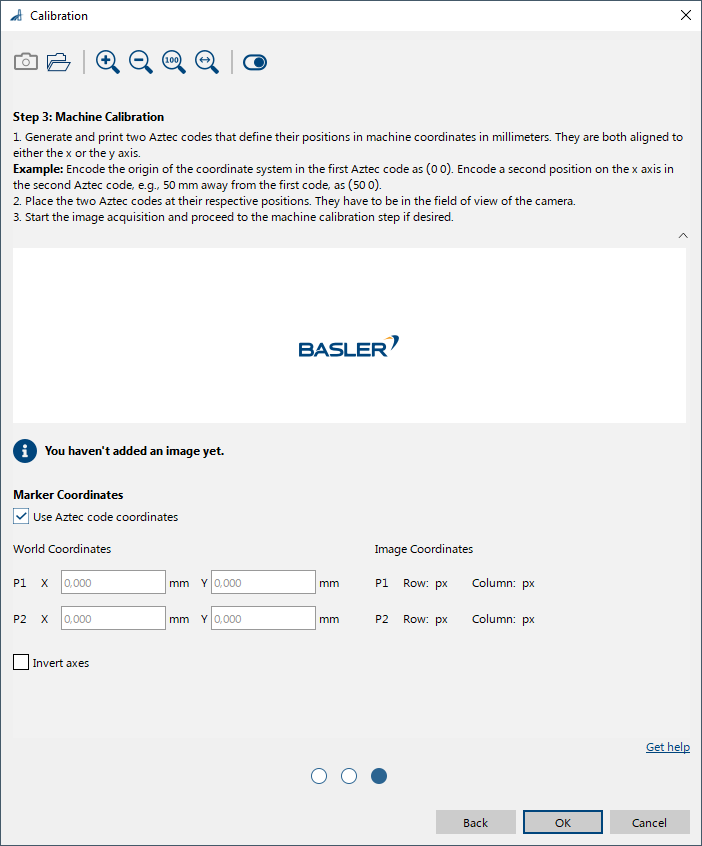 Calibration
100
Step 3: Machine Calibration
1. Generate and print two Aztec codes that define their positions in machine coordinates in millimeters. They are both aligned to
either the x or the y axis.
Example: Encode the origin of the coordinate system in the first Aztec code as (0 0). Encode a second position on the x axis in
the second Aztec code, e.g., 50 mm away from the first code, as (50 0).
2. Place the two Aztec codes at their respective positions. They have to be in the field of view of the camera.
3. Start the image acquisition and proceed to the machine calibration step if desired.
BASLER
You haven't added an image yet.
Marker Coordinates
Use Aztec code coordinates
World Coordinates Image Coordinates
P1 X 0,000 mm Y 0,000 mm P1 Row: px Column: px
P2 X 0,000 mm Y 0,000 mm P2 Row: px Column: px
Invert axes
Get help
Back OK Cancel